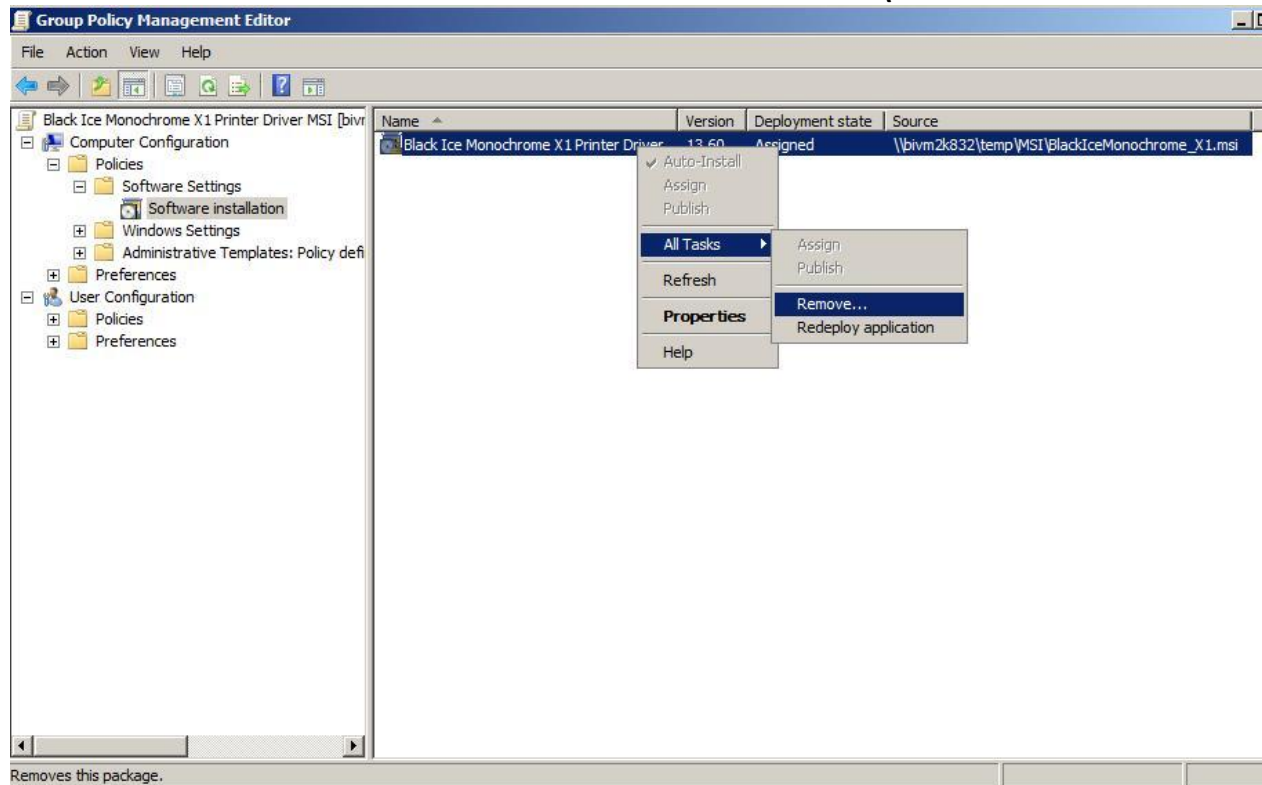 Group Policy Management Editor
File Action View Help
Black Ice Monochrome X1 Printer Driver MSI [bivr
Computer Configuration
Policies
Software Settings
Software installation
Windows Settings
Administrative Templates: Policy defi
Preferences
User Configuration
Policies
Preferences
Name Version Deployment state Source
Black Ice Monochrome X1 Printer Driver 13.60 Assigned \\bivm2k832\temp\MSI\BlackIceMonochrome_X1.msi
Auto-Install
Assign
Publish
All Tasks
Refresh
Properties
Help
Assign
Publish
Remove...
Redeploy application
Removes this package.